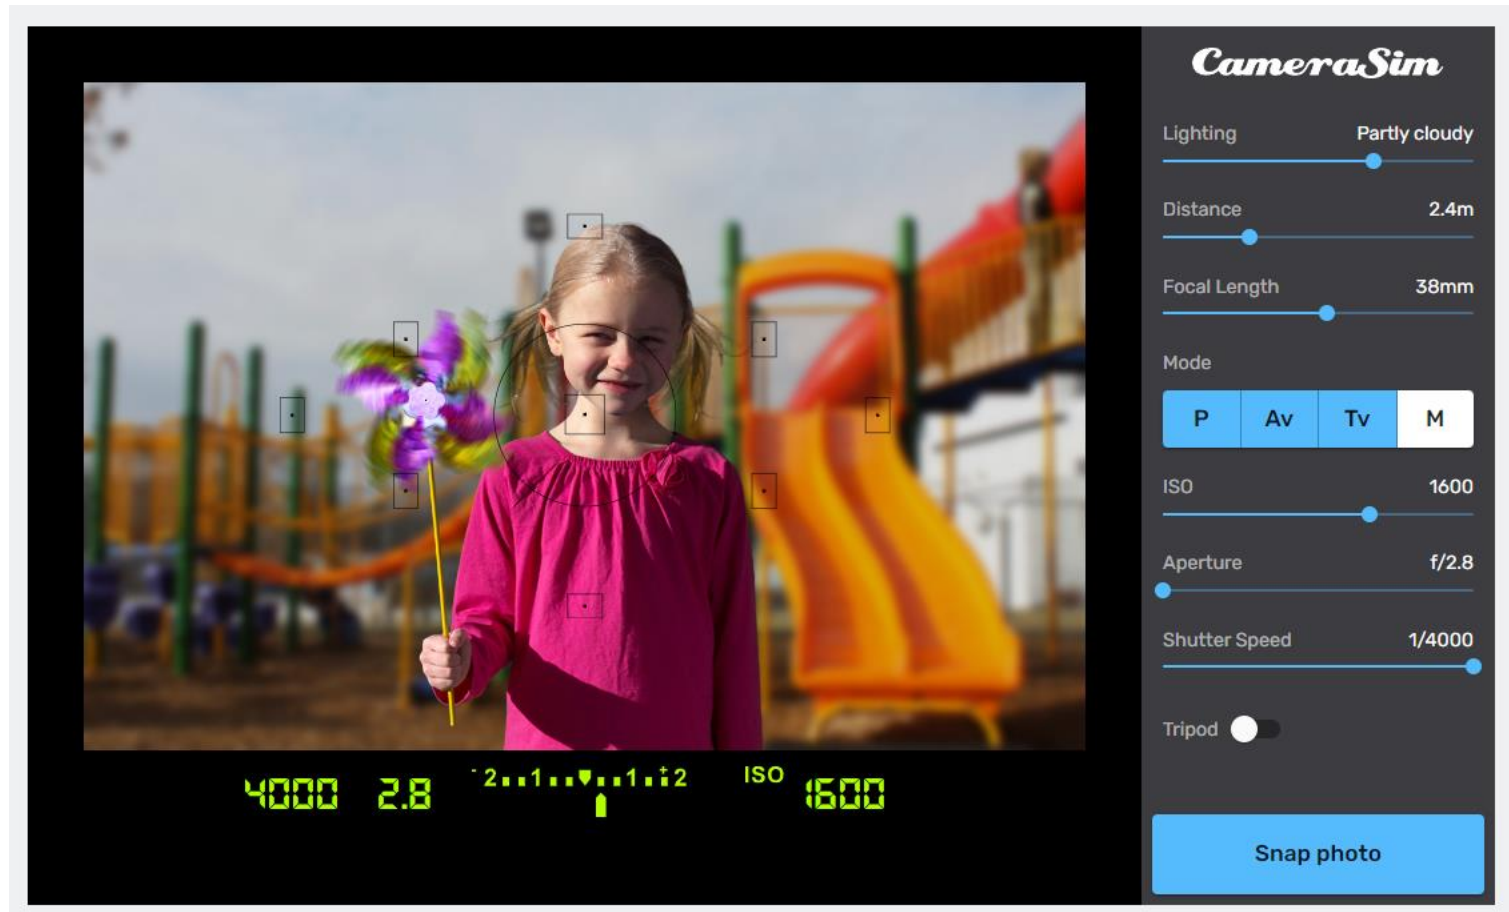 CameraSim
Lighting Partly cloudy
Distance 2.4m
Focal Length 38mm
Mode
P Av Tv M
ISO 1600
Aperture f/2.8
Shutter Speed 1/4000
Tripod
Snap photo
4000 2.8 -2..1..▼..1..+2 ISO 1600